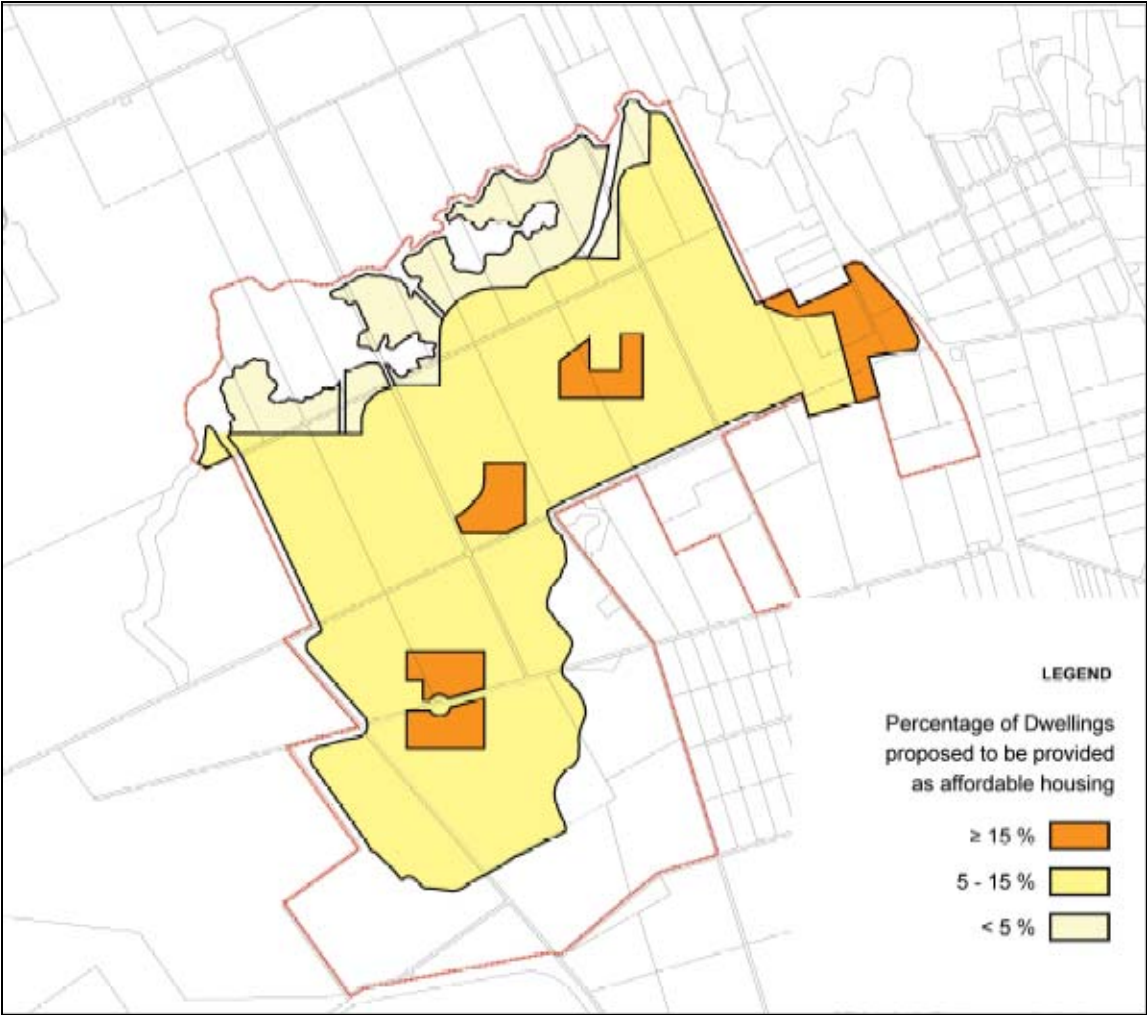 LEGEND
Percentage of Dwellings
proposed to be provided
as affordable housing
≥ 15 %
5 - 15 %
< 5 %